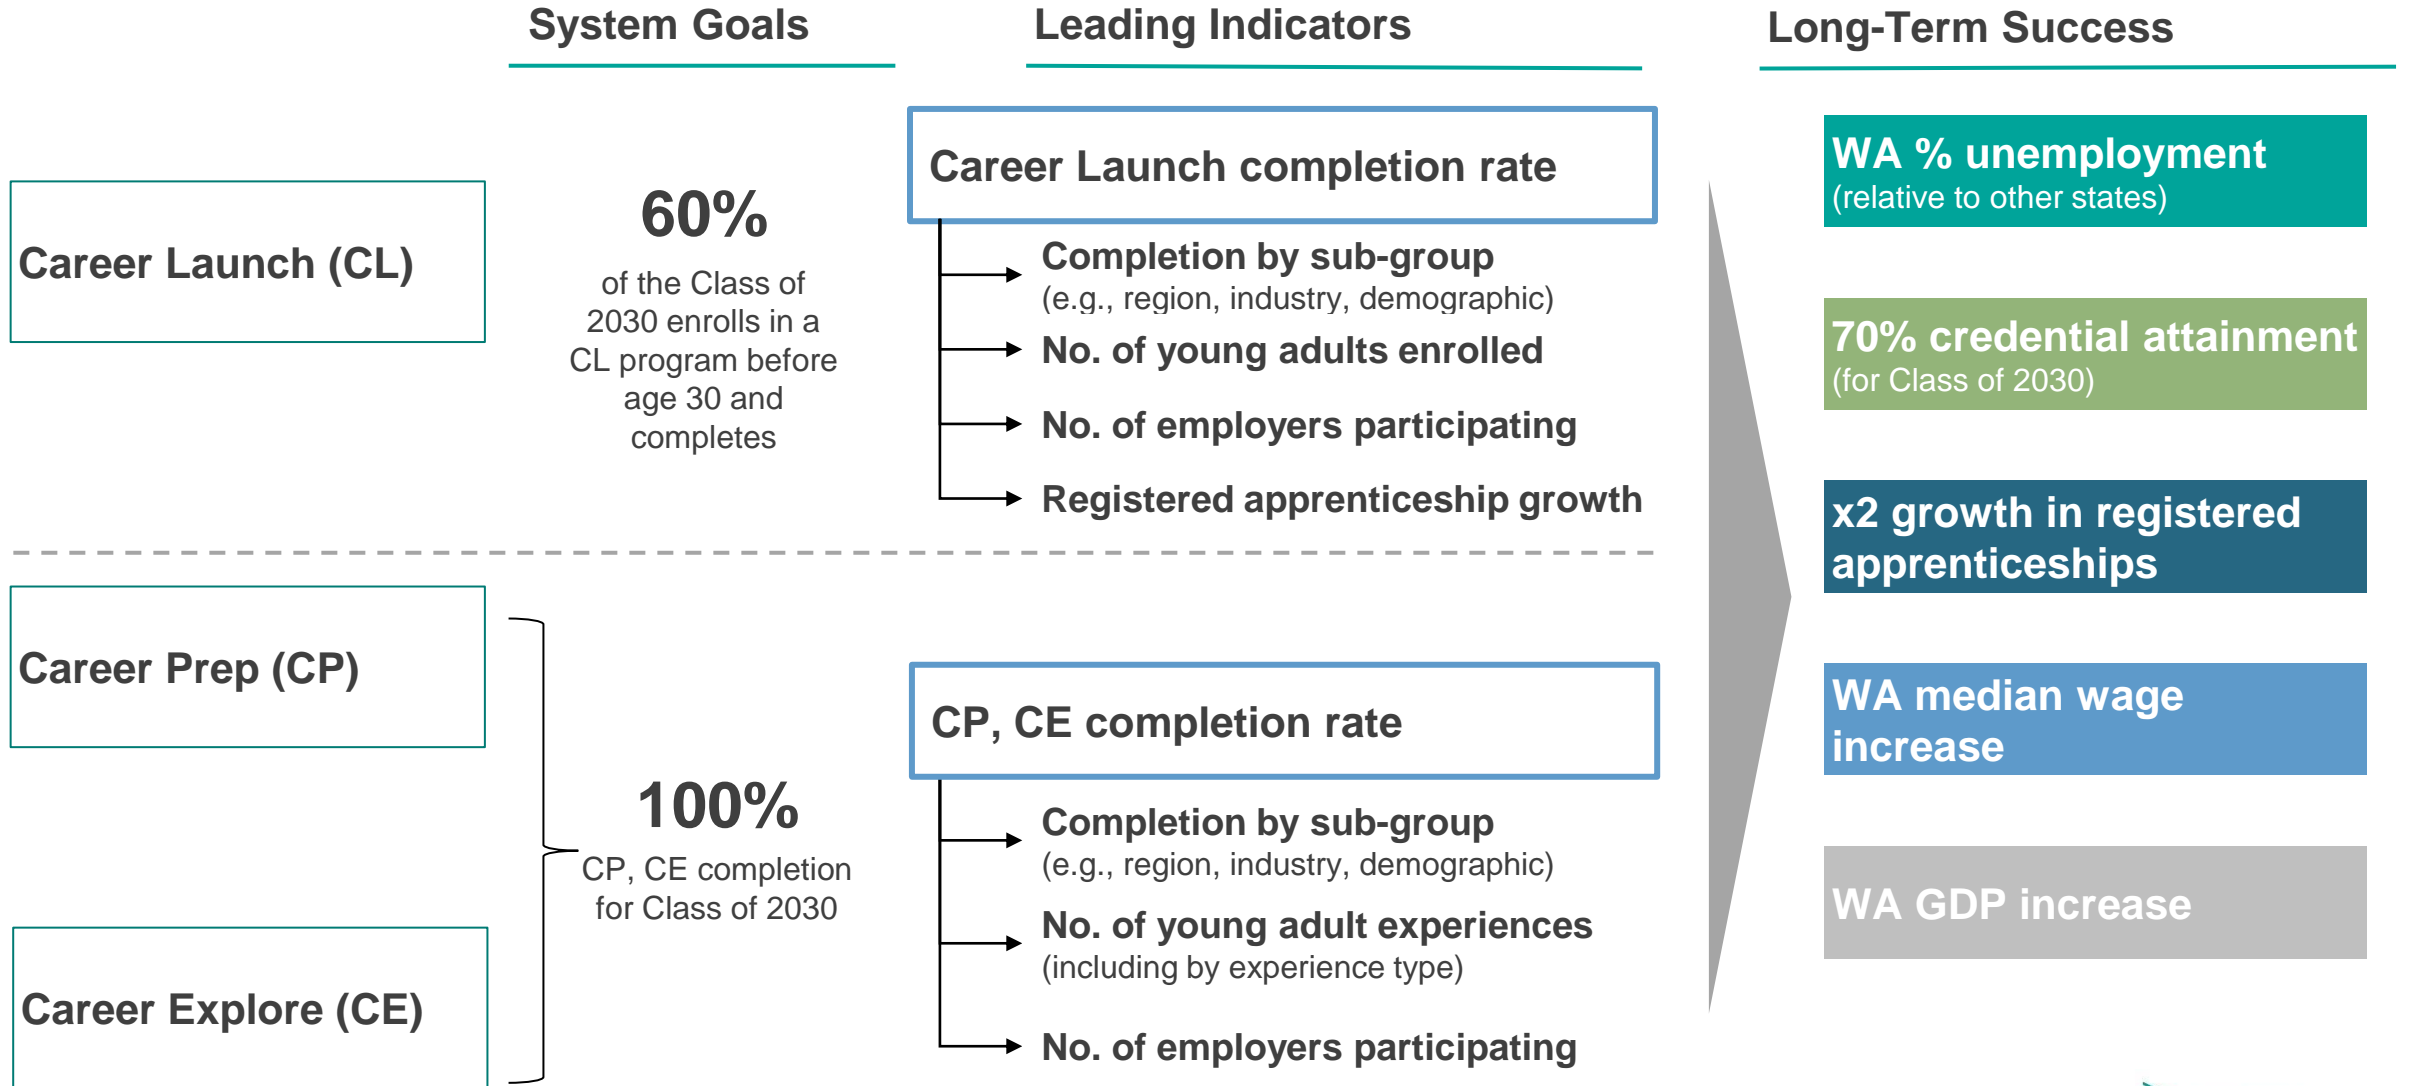 System Goals
Leading Indicators
Long-Term Success
Career Launch (CL)
60%
of the Class of
2030 enrolls in a
CL program before
age 30 and
completes
Career Launch completion rate
Completion by sub-group
(e.g., region, industry, demographic)
No. of young adults enrolled
No. of employers participating
Registered apprenticeship growth
Career Prep (CP)
Career Explore (CE)
100%
CP, CE completion
for Class of 2030
CP, CE completion rate
Completion by sub-group
(e.g., region, industry, demographic)
No. of young adult experiences
(including by experience type)
No. of employers participating
WA % unemployment
(relative to other states)
70% credential attainment
(for Class of 2030)
x2 growth in registered
apprenticeships
WA median wage
increase
WA GDP increase